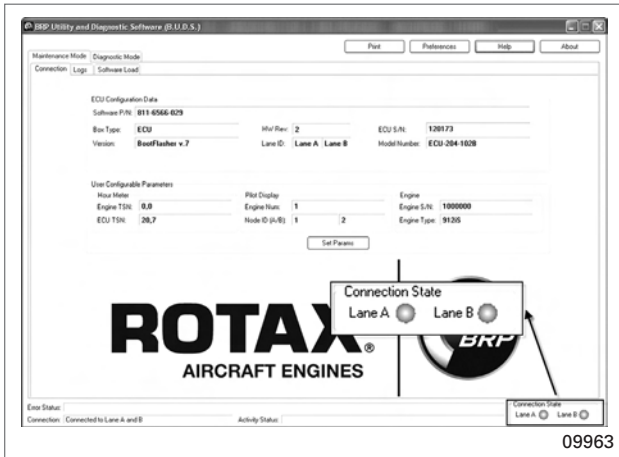 BRP Utility and Diagnostic Software (B.U.D.S.)
Print Preferences Help About
Maintenance Mode Diagnostic Mode
Connection Logs Software Load
ECU Configuration Data
Software P/N: 811-6566-029
Box Type: ECU HW Rev: 2 ECU S/N: 120173
Version: BootFlasher v.7 Lane ID: Lane A Lane B Model Number: ECU-204-1028
User Configurable Parameters
Hour Meter Pilot Display Engine
Engine TSN: 0,0 Engine Num: 1 Engine S/N: 1000000
ECU TSN: 20,7 Node ID (A/B): 1 2 Engine Type: 912iS
Set Params
Connection State
Lane A Lane B
ROTAX®
BRP
AIRCRAFT ENGINES
Error Status:
Connection: Connected to Lane A and B Activity Status:
Connection State
Lane A Lane B
09963